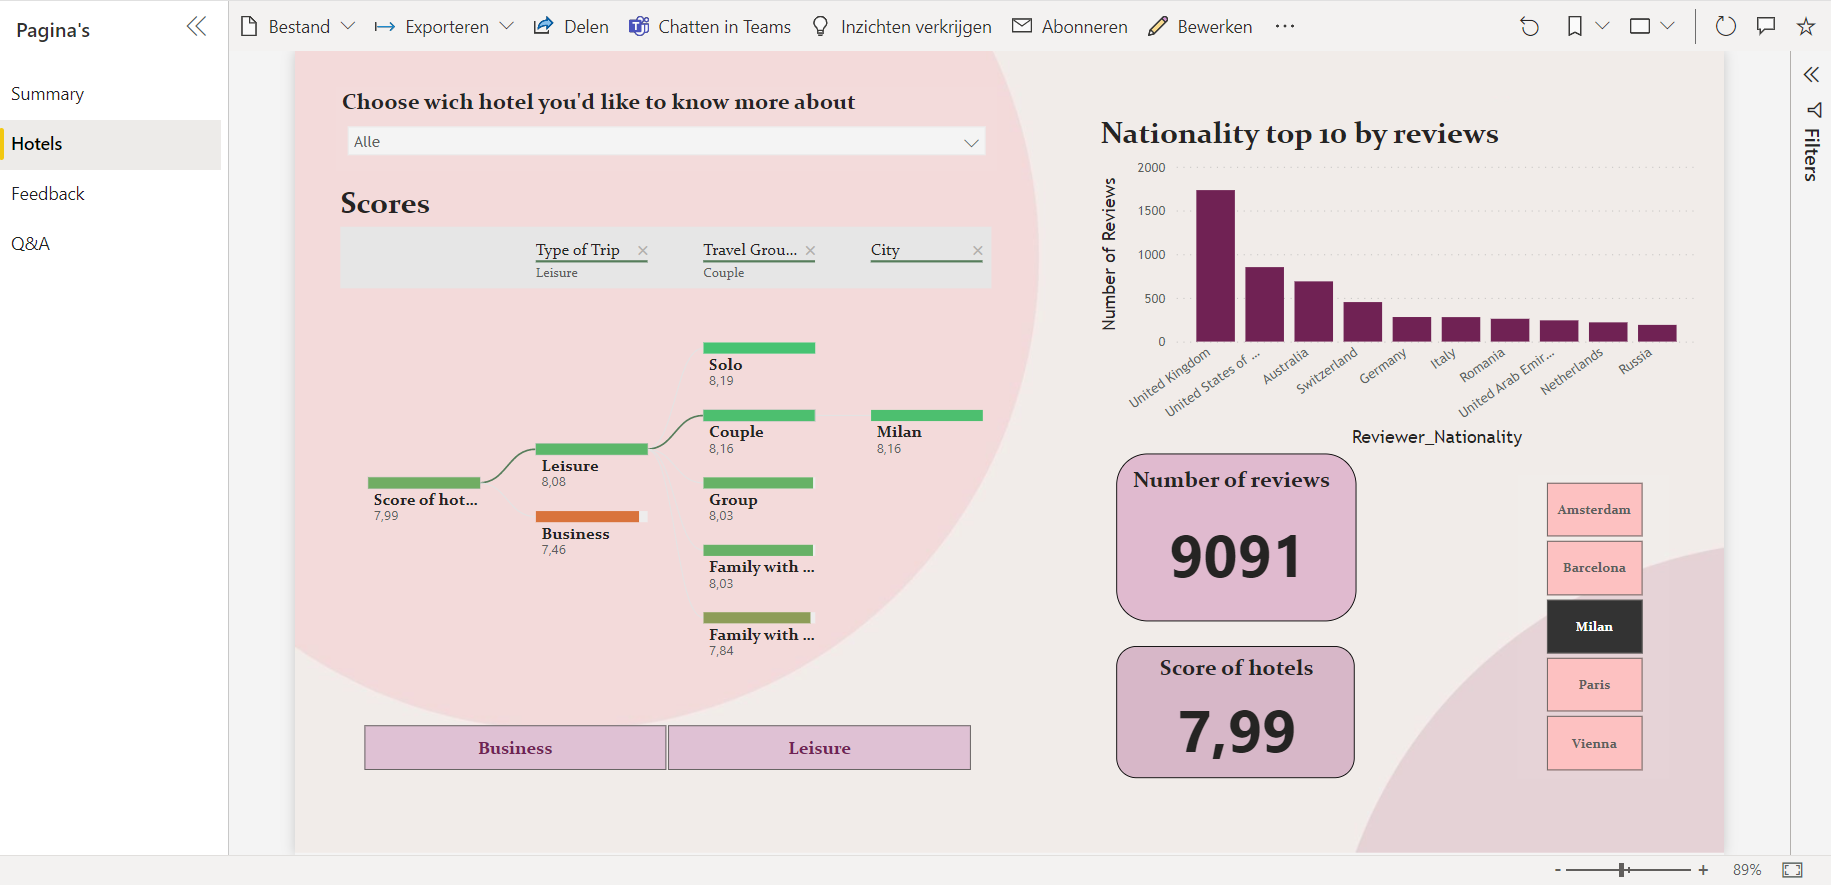 Pagina's
Summary
Hotels
Feedback
Q&A
Bestand
Exporteren
Delen
Chatten in Teams
Inzichten verkrijgen
Abonneren
Bewerken
Filters
Choose wich hotel you'd like to know more about
Alle
Scores
Type of Trip
Leisure
Travel Grou...
Couple
City
Score of hot...
7,99
Leisure
8,08
Business
7,46
Solo
8,19
Couple
8,16
Group
8,03
Family with ...
8,03
Family with ...
7,84
Milan
8,16
Business
Leisure
Nationality top 10 by reviews
Number of Reviews
2000
1500
1000
500
0
United Kingdom
United States of ...
Australia
Switzerland
Germany
Italy
Romania
United Arab Emir...
Netherlands
Russia
Reviewer_Nationality
Number of reviews
9091
Score of hotels
7,99
Amsterdam
Barcelona
Milan
Paris
Vienna
- + 89%